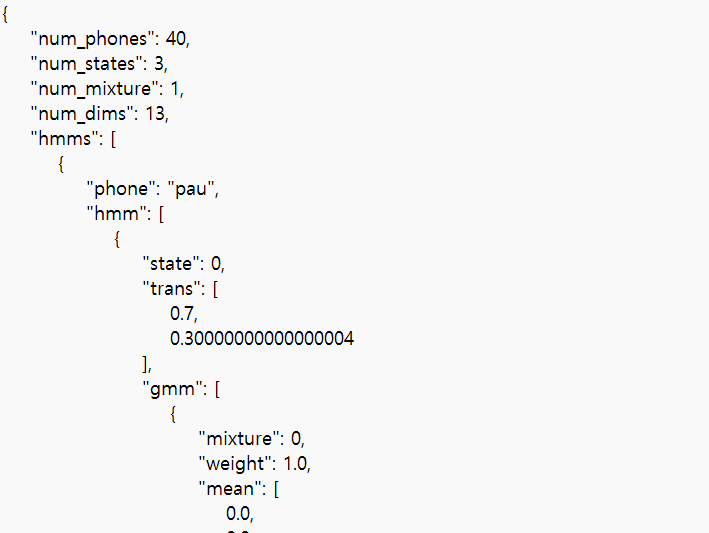 {
"num_phones": 40,
"num_states": 3,
"num_mixture": 1,
"num_dims": 13,
"hmms": [
{
"phone": "pau",
"hmm": [
{
"state": 0,
"trans": [
0.7,
0.30000000000000004
],
"gmm": [
{
"mixture": 0,
"weight": 1.0,
"mean": [
0.0,